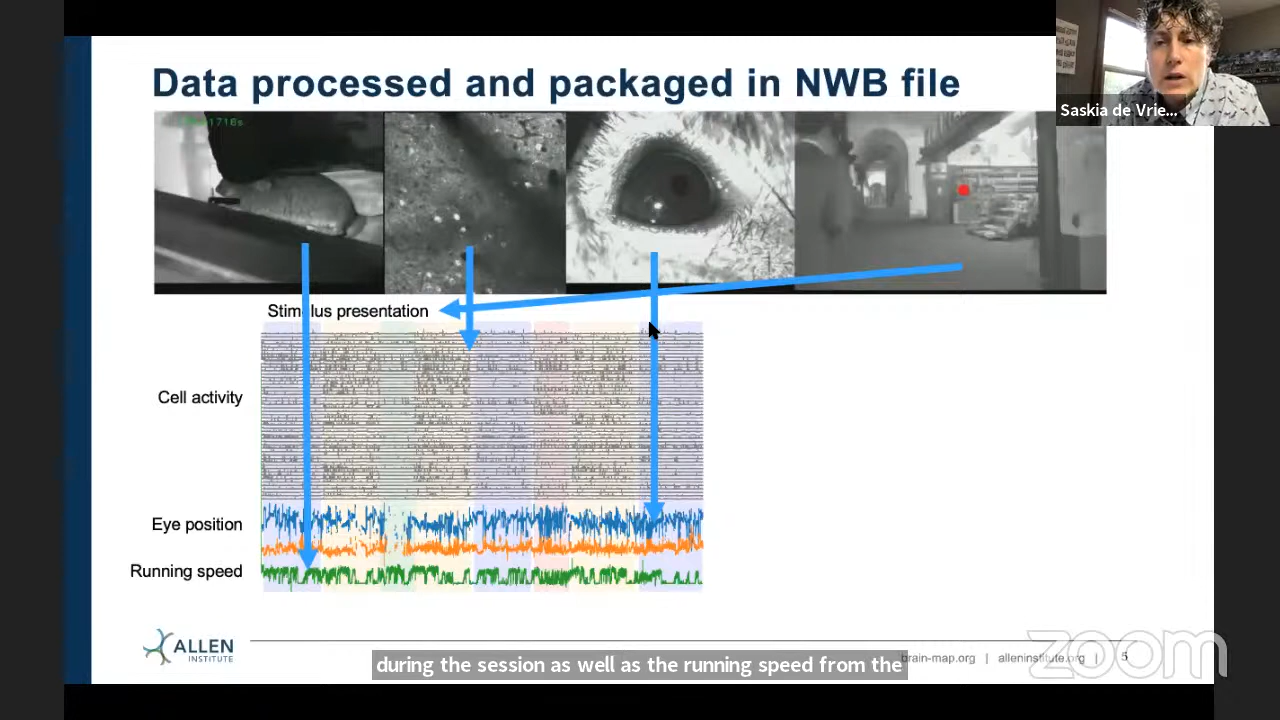 Data processed and packaged in NWB file
Saskia de Vrie...
Stimulus presentation
Cell activity
Eye position
Running speed
ALLEN
INSTITUTE
brain-map.org | alleninstitute.org | 5
zoom
during the session as well as the running speed from the